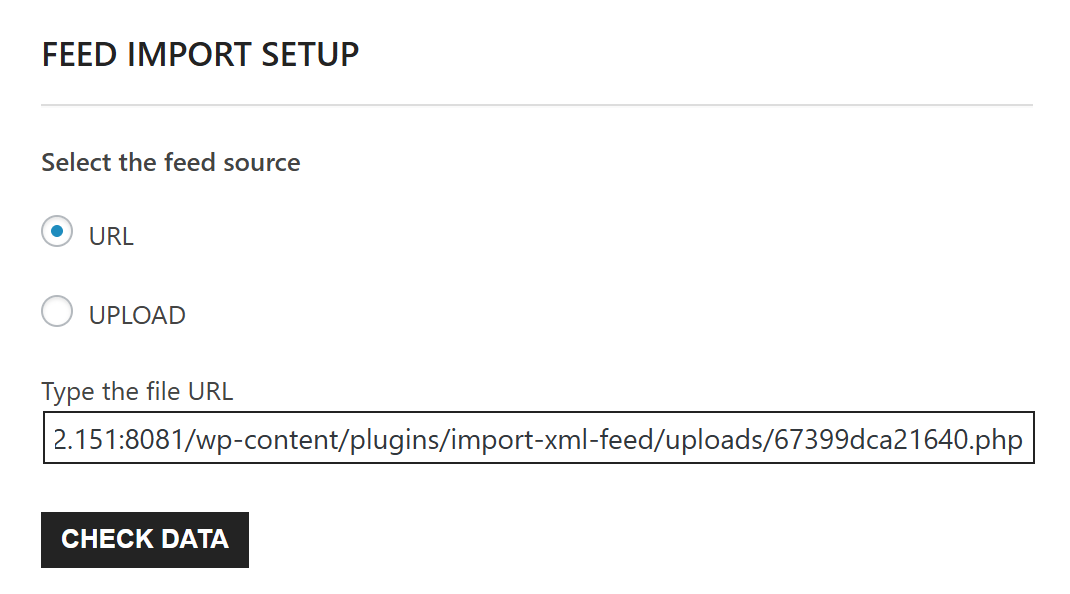 FEED IMPORT SETUP
Select the feed source
URL
UPLOAD
Type the file URL
2.151:8081/wp-content/plugins/import-xml-feed/uploads/67399dca21640.php
CHECK DATA